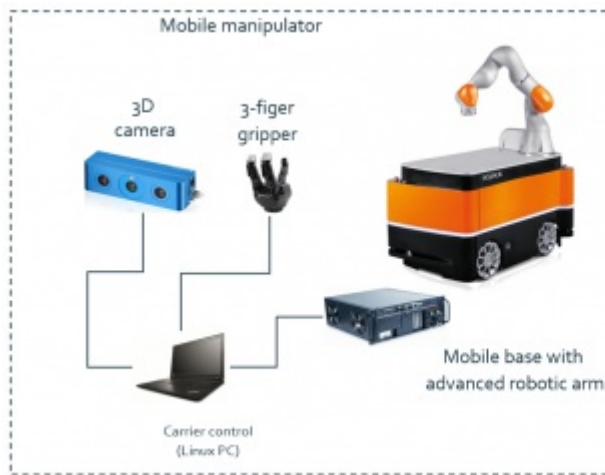 Mobile manipulator
3D
camera
3-figer
gripper
Mobile base with
advanced robotic arm
Carrier control
(Linux PC)